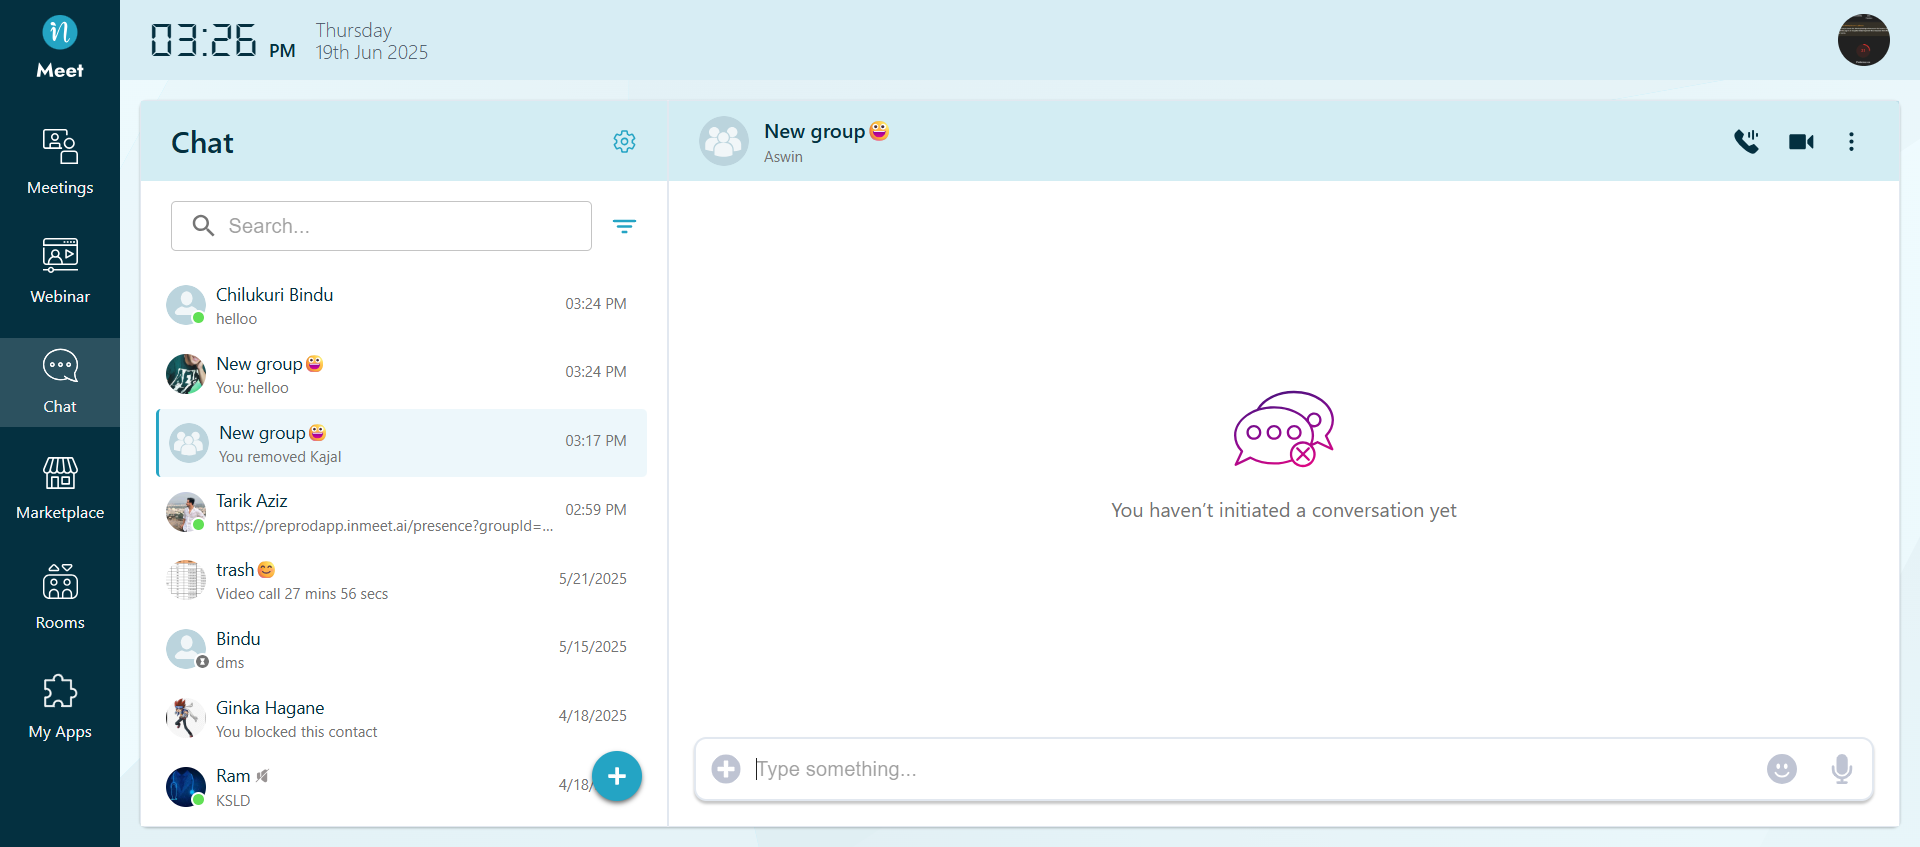 Meet
03:26 PM
Thursday
19th Jun 2025
Meetings
Webinar
Chat
Marketplace
Rooms
My Apps
Chat
Search...
Chilukuri Bindu
helloo
03:24 PM
New group😀
You: helloo
03:24 PM
New group😀
You removed Kajal
03:17 PM
Tarik Aziz
https://preprodapp.inmeet.ai/presence?groupId=...
02:59 PM
trash😊
Video call 27 mins 56 secs
5/21/2025
Bindu
dms
5/15/2025
Ginka Hagane
You blocked this contact
4/18/2025
Ram
KSLD
4/18/
New group😀
Aswin
You haven't initiated a conversation yet
Type something...